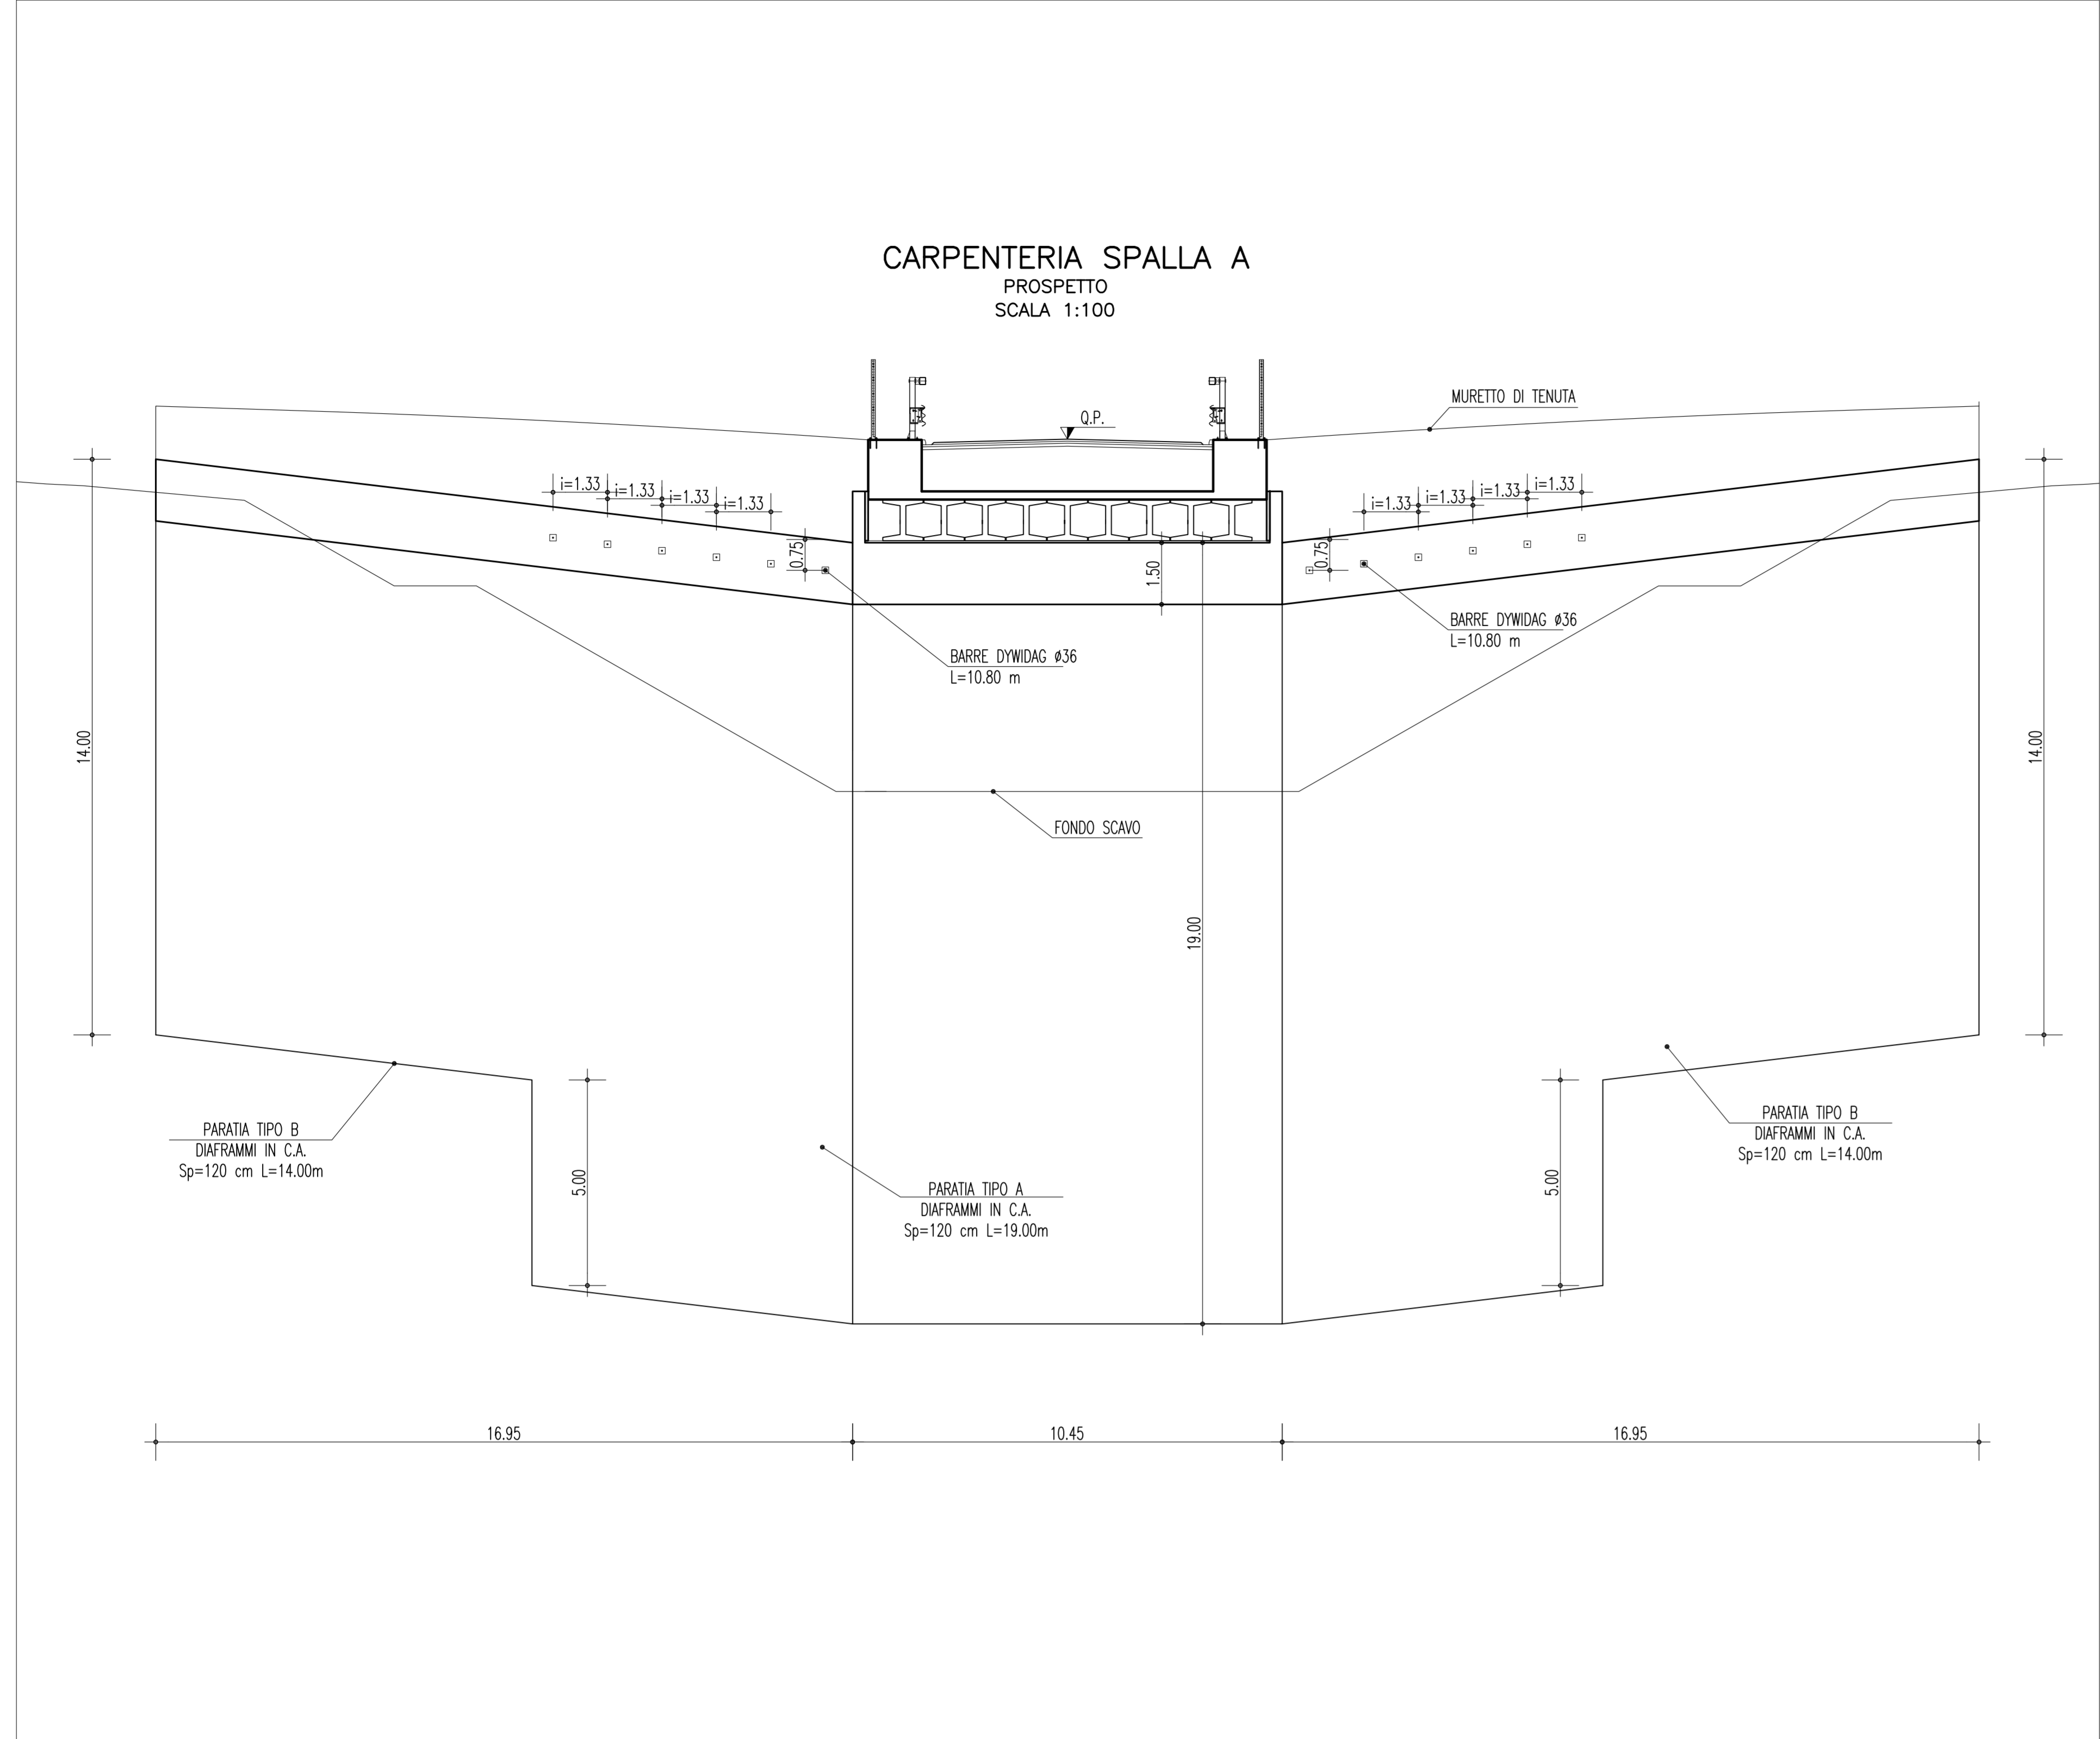 CARPENTERIA SPALLA A
PROSPETTO
SCALA 1:100
MURETTO DI TENUTA
Q.P.
i=1.33
i=1.33
i=1.33
i=1.33
i=1.33
i=1.33
i=1.33
i=1.33
0.75
0.75
1.50
BARRE DYWIDAG ø36
L=10.80 m
BARRE DYWIDAG ø36
L=10.80 m
14.00
14.00
FONDO SCAVO
19.00
PARATIA TIPO B
DIAFRAMMI IN C.A.
Sp=120 cm L=14.00m
PARATIA TIPO B
DIAFRAMMI IN C.A.
Sp=120 cm L=14.00m
5.00
5.00
PARATIA TIPO A
DIAFRAMMI IN C.A.
Sp=120 cm L=19.00m
16.95
10.45
16.95